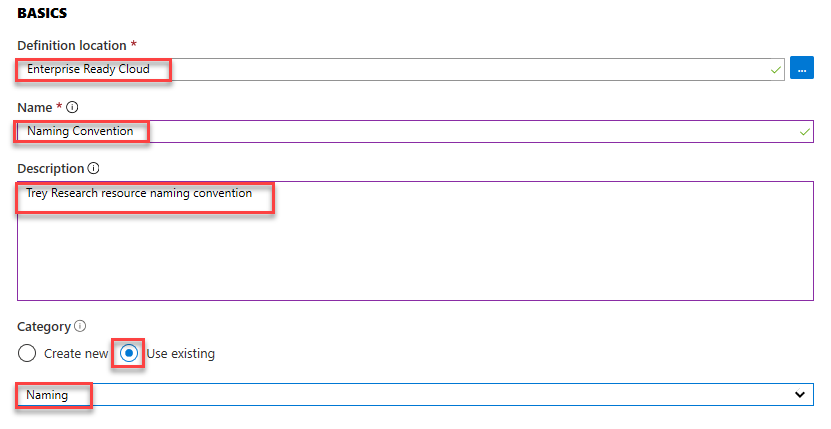 BASICS
Definition location *
Enterprise Ready Cloud
...
Name *
Naming Convention
Description
Trey Research resource naming convention
Category
Create new Use existing
Naming